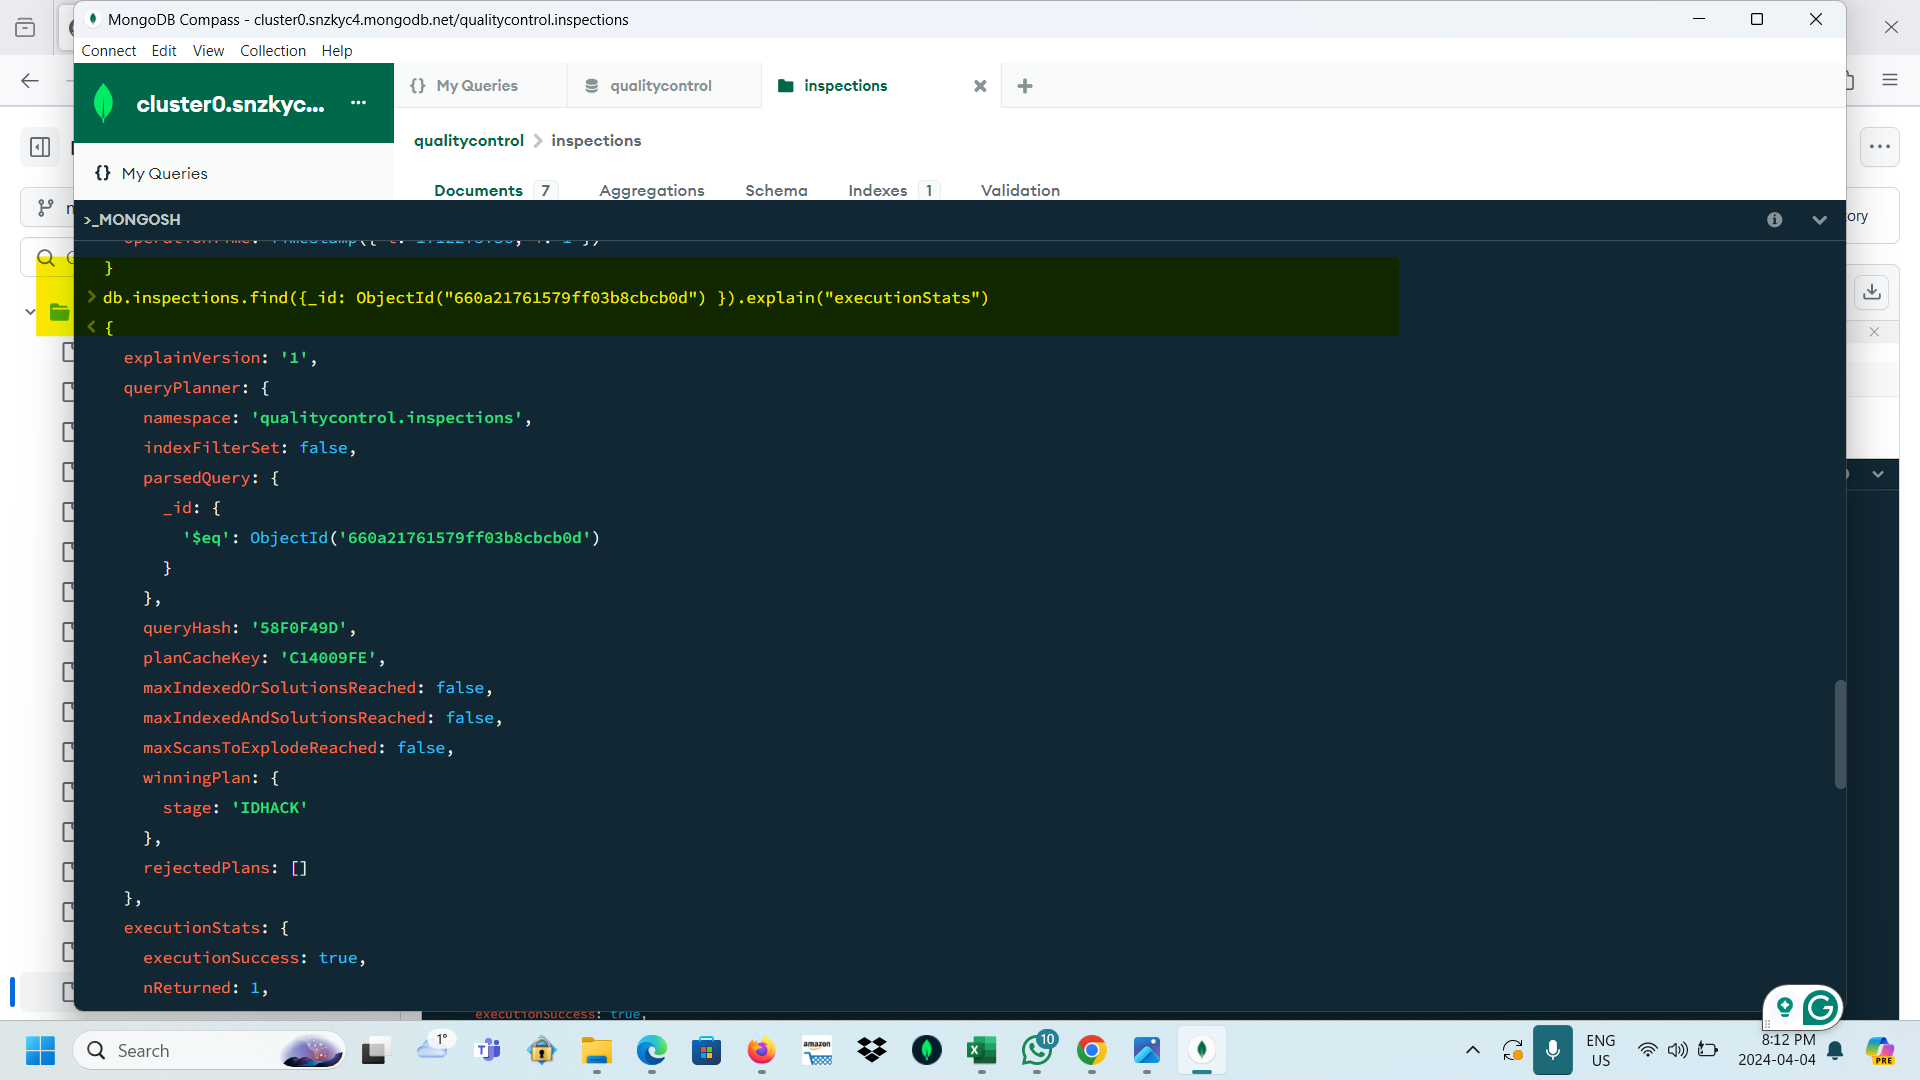 MongoDB Compass - cluster0.snzkyc4.mongodb.net/qualitycontrol.inspections
Connect Edit View Collection Help
cluster0.snzkyc... ···
{} My Queries
qualitycontrol
inspections
qualitycontrol > inspections
{} My Queries
Documents 7 Aggregations Schema Indexes 1 Validation
>_MONGOSH
ory
}
> db.inspections.find({_id: ObjectId("660a21761579ff03b8cbcb0d") }).explain("executionStats")
< {
explainVersion: '1',
queryPlanner: {
namespace: 'qualitycontrol.inspections',
indexFilterSet: false,
parsedQuery: {
_id: {
'$eq': ObjectId('660a21761579ff03b8cbcb0d')
}
},
queryHash: '58F0F49D',
planCacheKey: 'C14009FE',
maxIndexedOrSolutionsReached: false,
maxIndexedAndSolutionsReached: false,
maxScansToExplodeReached: false,
winningPlan: {
stage: 'IDHACK'
},
rejectedPlans: []
},
executionStats: {
executionSuccess: true,
nReturned: 1,
executionSuccess: true,
Search
1°
amazon
10
ENG
US
8:12 PM
2024-04-04
PRE